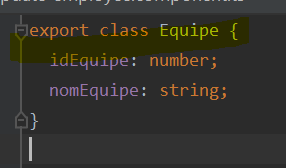 export class Equipe {
idEquipe: number;
nomEquipe: string;
}